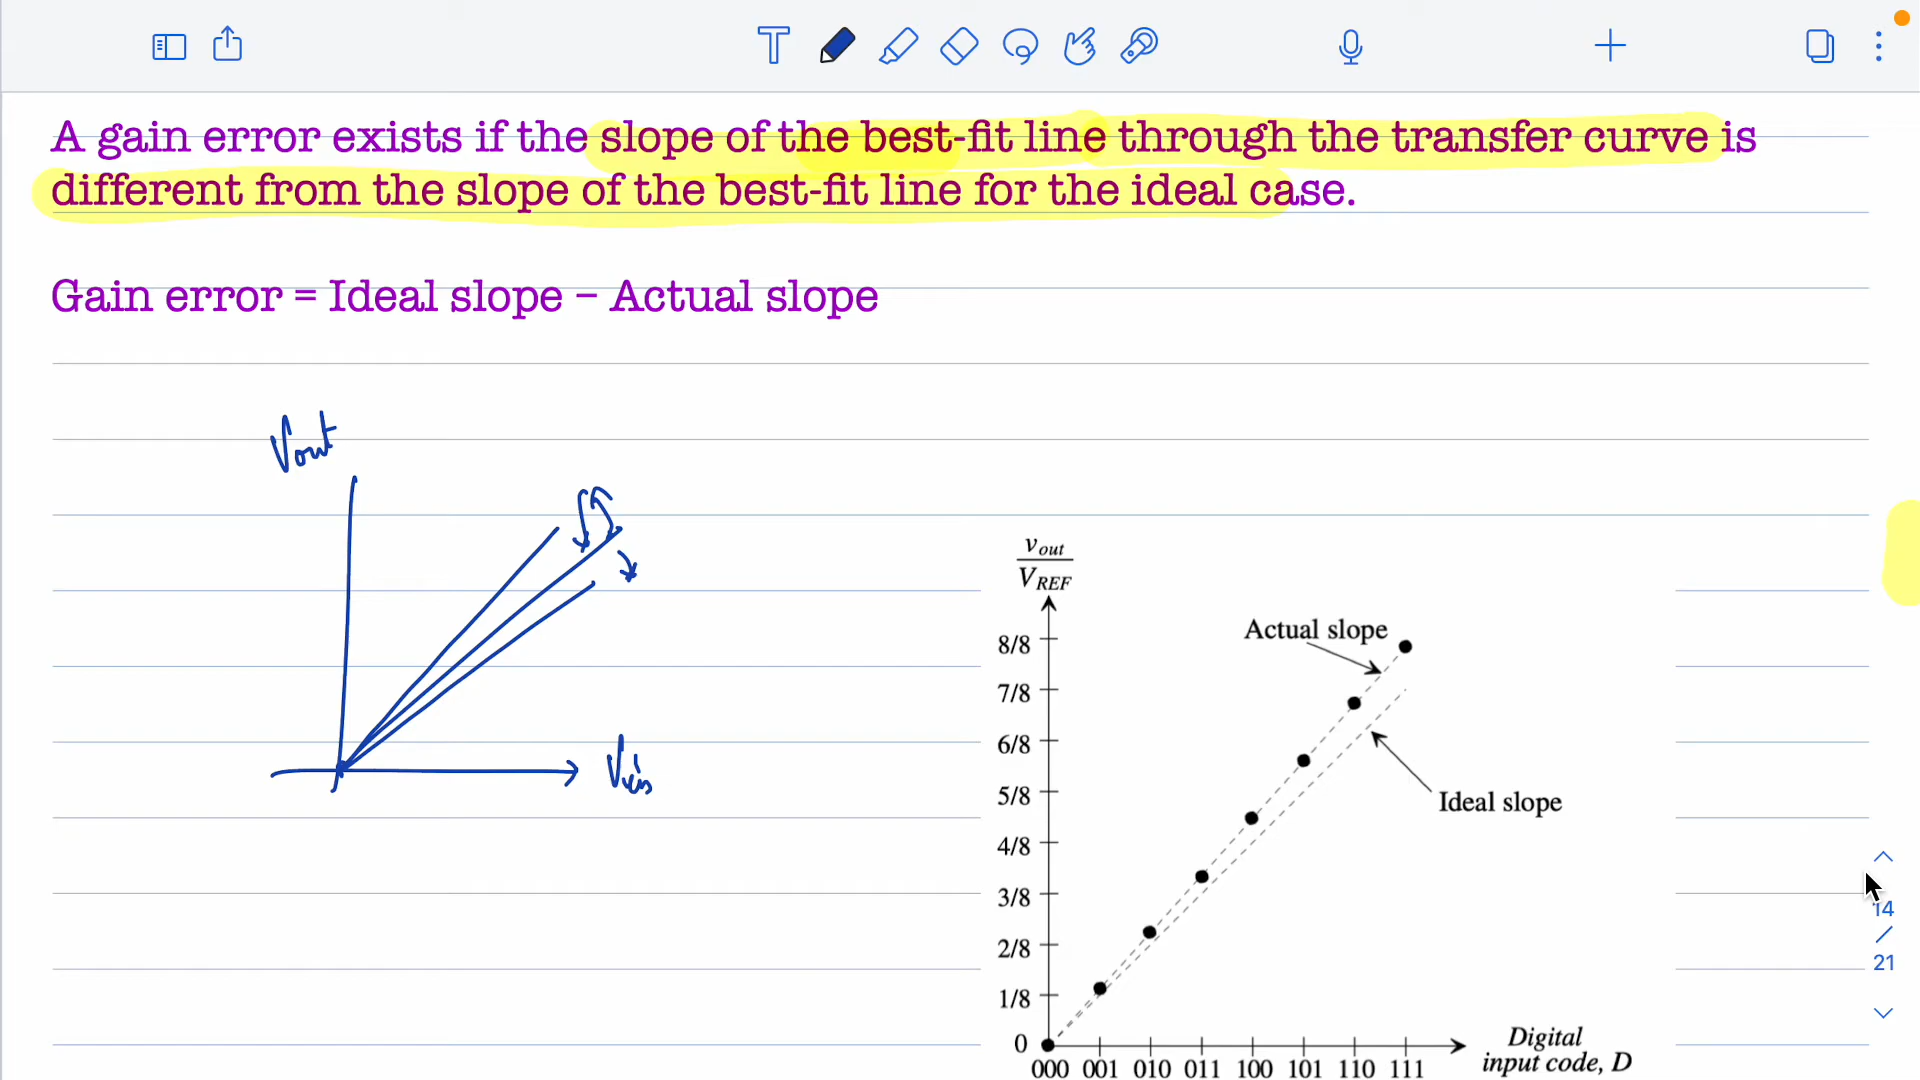 A gain error exists if the slope of the best-fit line through the transfer curve is
different from the slope of the best-fit line for the ideal case.
Gain error = Ideal slope – Actual slope
Vout
Vin
vout
VREF
Actual slope
Ideal slope
8/8
7/8
6/8
5/8
4/8
3/8
2/8
1/8
0
000 001 010 011 100 101 110 111
Digital
input code, D
14
/
21